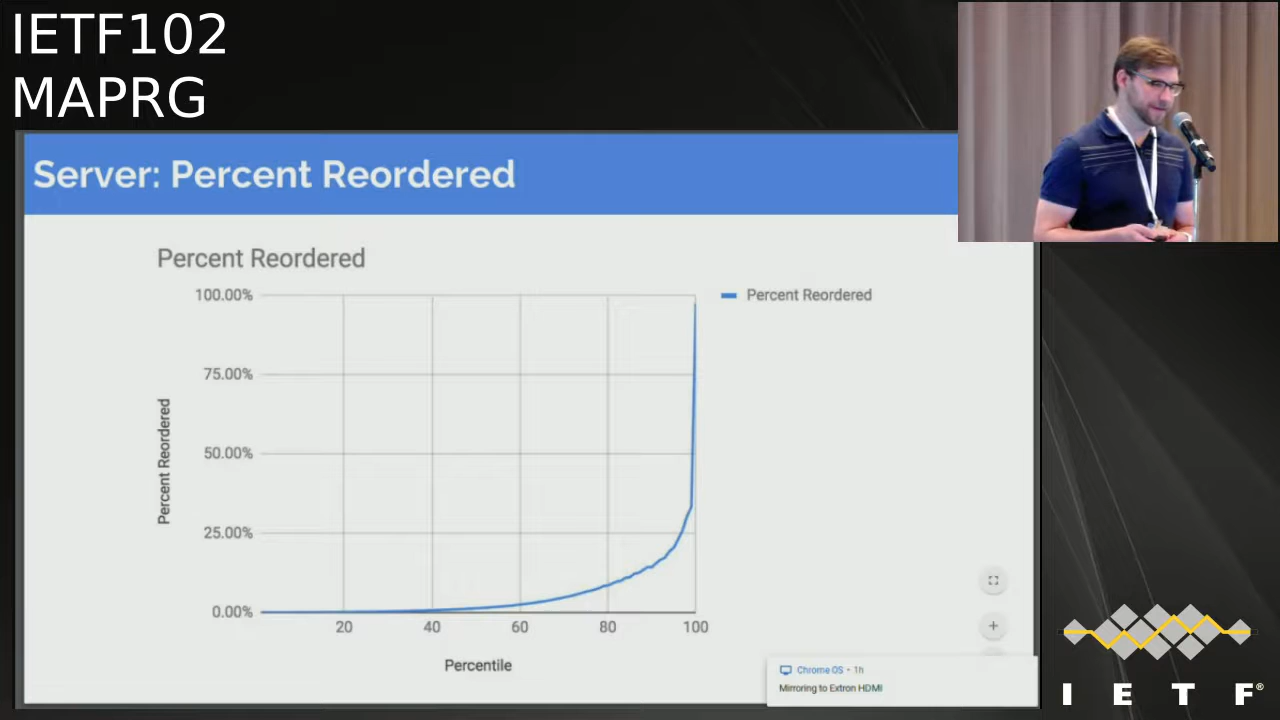 IETF102
MAPRG
Server: Percent Reordered
Percent Reordered
100.00%
75.00%
50.00%
25.00%
0.00%
Percent Reordered
20
40
60
80
100
Percentile
Percent Reordered
+
Chrome OS • 1h
Mirroring to Extron HDMI
I E T F®